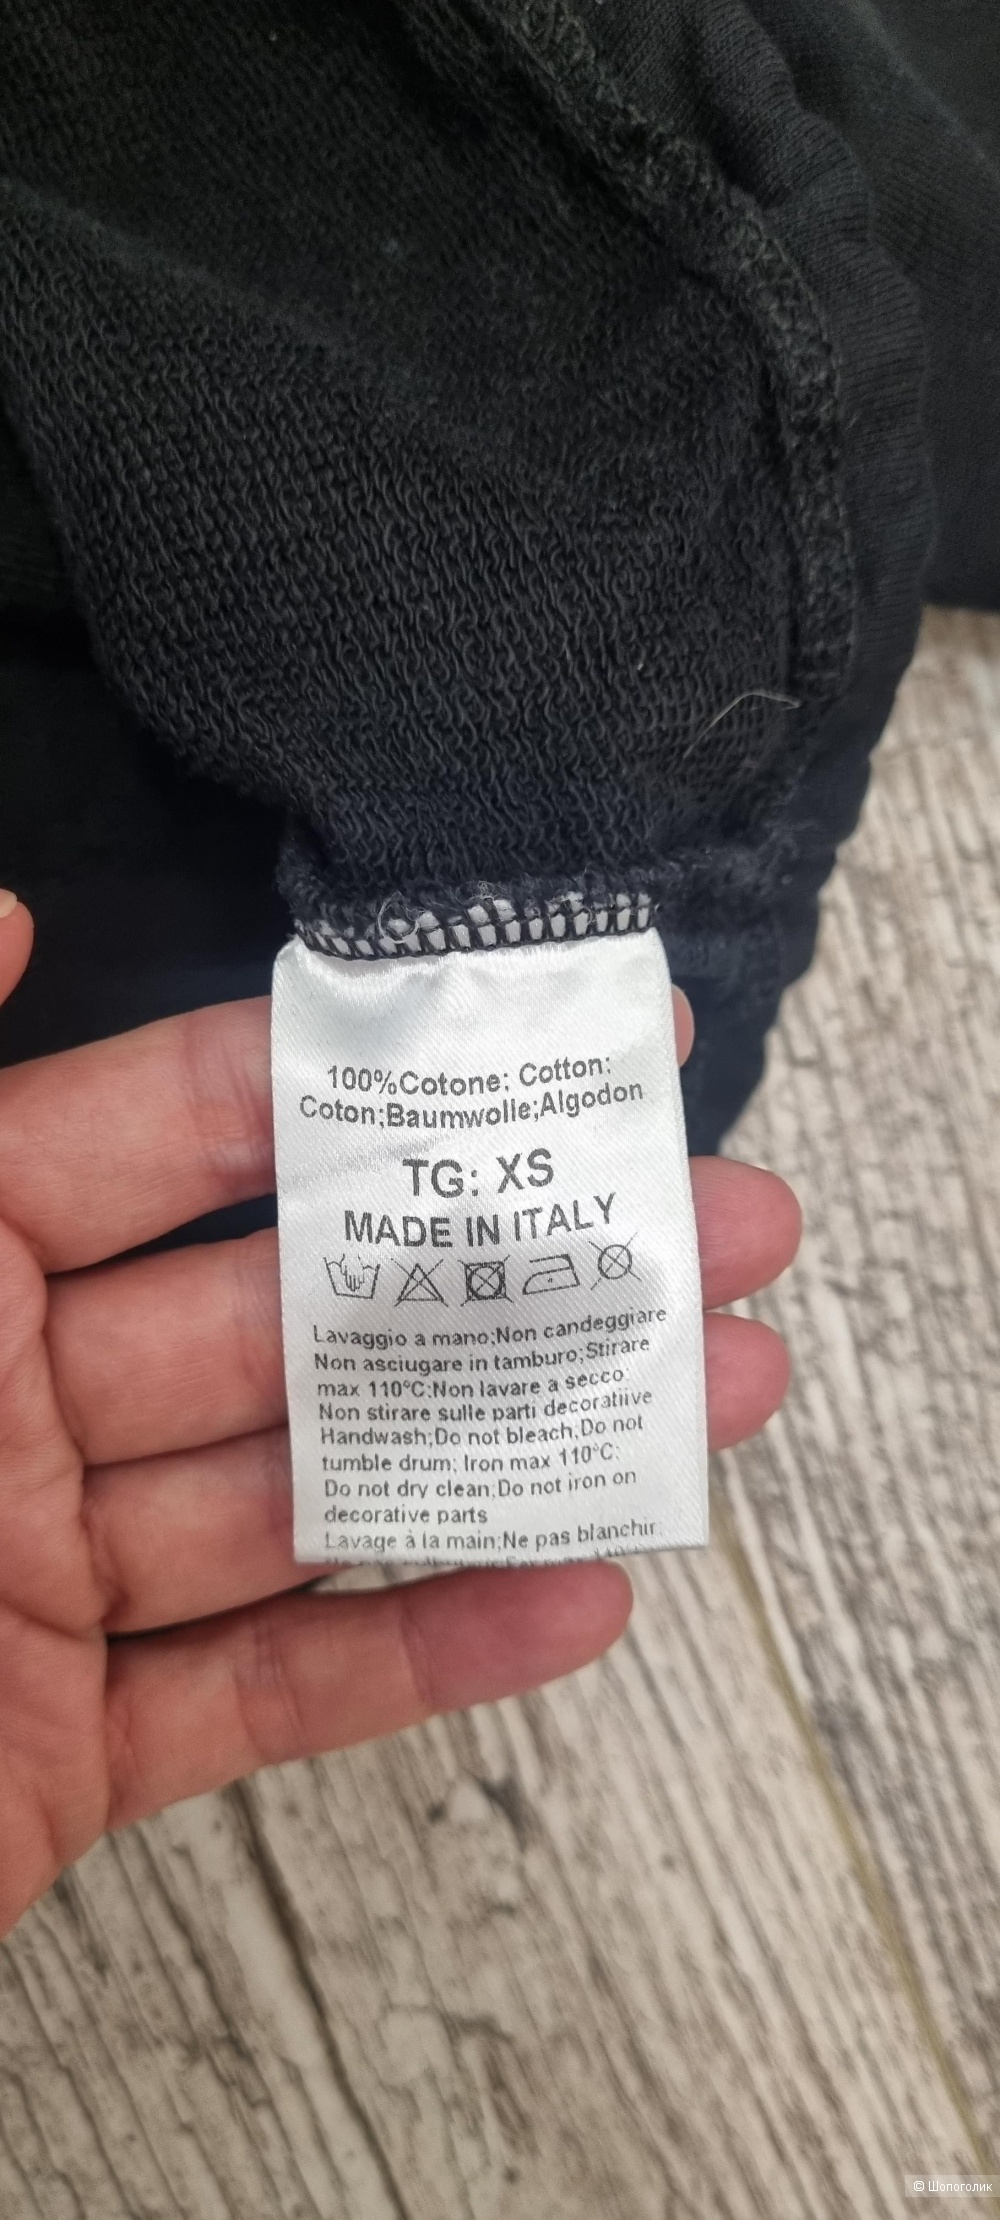 100%Cotone; Cotton:
Coton;Baumwolle;Algodon
TG: XS
MADE IN ITALY
Lavaggio a mano;Non candeggiare
Non asciugare in tamburo;Stirare
max 110°C:Non lavare a secco:
Non stirare sulle parti decoratiive
Handwash;Do not bleach;Do not
tumble drum; Iron max 110°C:
Do not dry clean;Do not iron on
decorative parts
Lavage à la main;Ne pas blanchir:
© Шопоголик